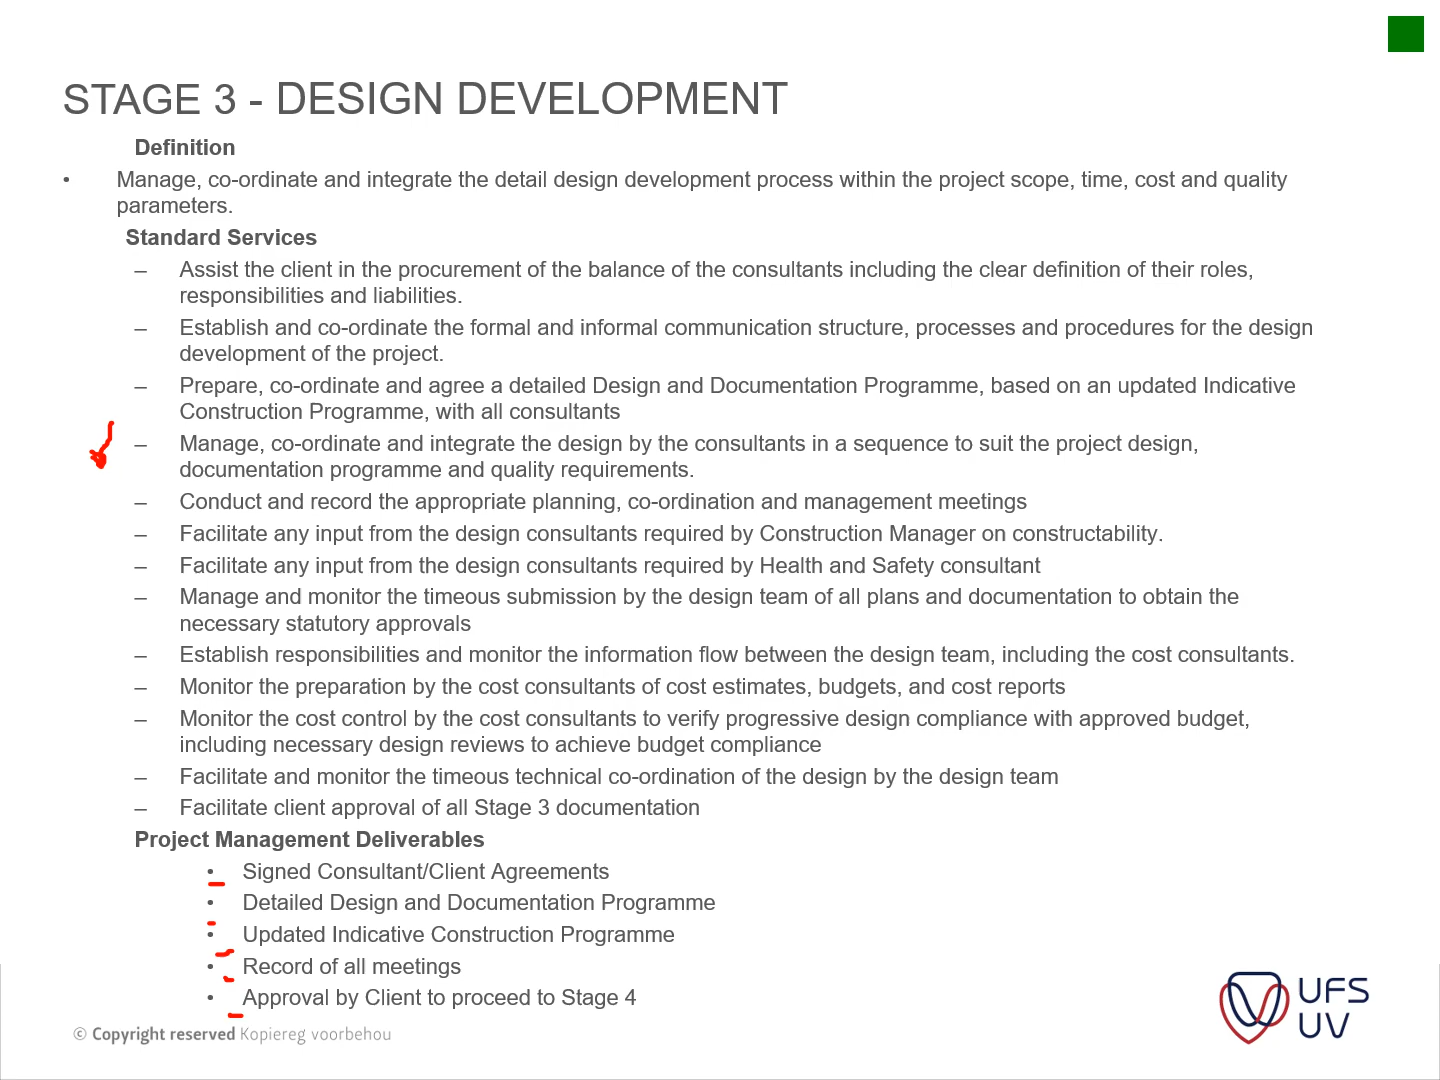 STAGE 3 - DESIGN DEVELOPMENT
Definition
• Manage, co-ordinate and integrate the detail design development process within the project scope, time, cost and quality
parameters.
Standard Services
– Assist the client in the procurement of the balance of the consultants including the clear definition of their roles,
responsibilities and liabilities.
– Establish and co-ordinate the formal and informal communication structure, processes and procedures for the design
development of the project.
– Prepare, co-ordinate and agree a detailed Design and Documentation Programme, based on an updated Indicative
Construction Programme, with all consultants
– Manage, co-ordinate and integrate the design by the consultants in a sequence to suit the project design,
documentation programme and quality requirements.
– Conduct and record the appropriate planning, co-ordination and management meetings
– Facilitate any input from the design consultants required by Construction Manager on constructability.
– Facilitate any input from the design consultants required by Health and Safety consultant
– Manage and monitor the timeous submission by the design team of all plans and documentation to obtain the
necessary statutory approvals
– Establish responsibilities and monitor the information flow between the design team, including the cost consultants.
– Monitor the preparation by the cost consultants of cost estimates, budgets, and cost reports
– Monitor the cost control by the cost consultants to verify progressive design compliance with approved budget,
including necessary design reviews to achieve budget compliance
– Facilitate and monitor the timeous technical co-ordination of the design by the design team
– Facilitate client approval of all Stage 3 documentation
Project Management Deliverables
• Signed Consultant/Client Agreements
• Detailed Design and Documentation Programme
• Updated Indicative Construction Programme
• Record of all meetings
• Approval by Client to proceed to Stage 4
© Copyright reserved Kopiereg voorbehou
UFS
UV